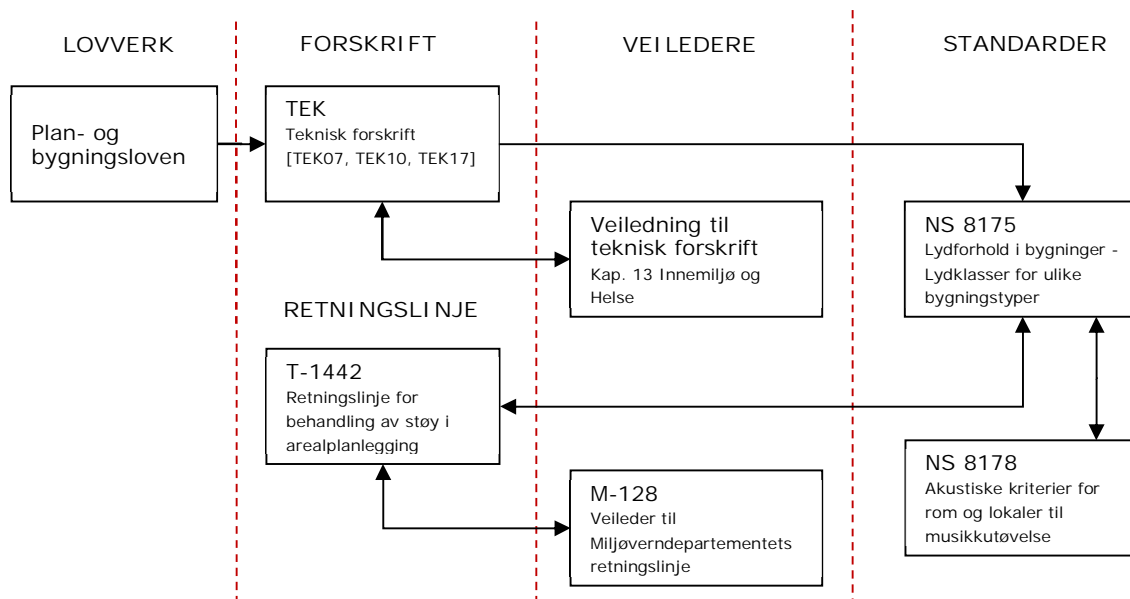 LOVVERK
FORSKRIFT
VEILEDERE
STANDARDER
Plan- og
bygningsloven
TEK
Teknisk forskrift
[TEK07, TEK10, TEK17]
Veiledning til
teknisk forskrift
Kap. 13 Innemiljø og
Helse
NS 8175
Lydforhold i bygninger -
Lydklasser for ulike
bygningstyper
RETNINGSLINJE
T-1442
Retningslinje for
behandling av støy i
arealplanlegging
M-128
Veileder til
Miljøverndepartementets
retningslinje
NS 8178
Akustiske kriterier for
rom og lokaler til
musikkutøvelse